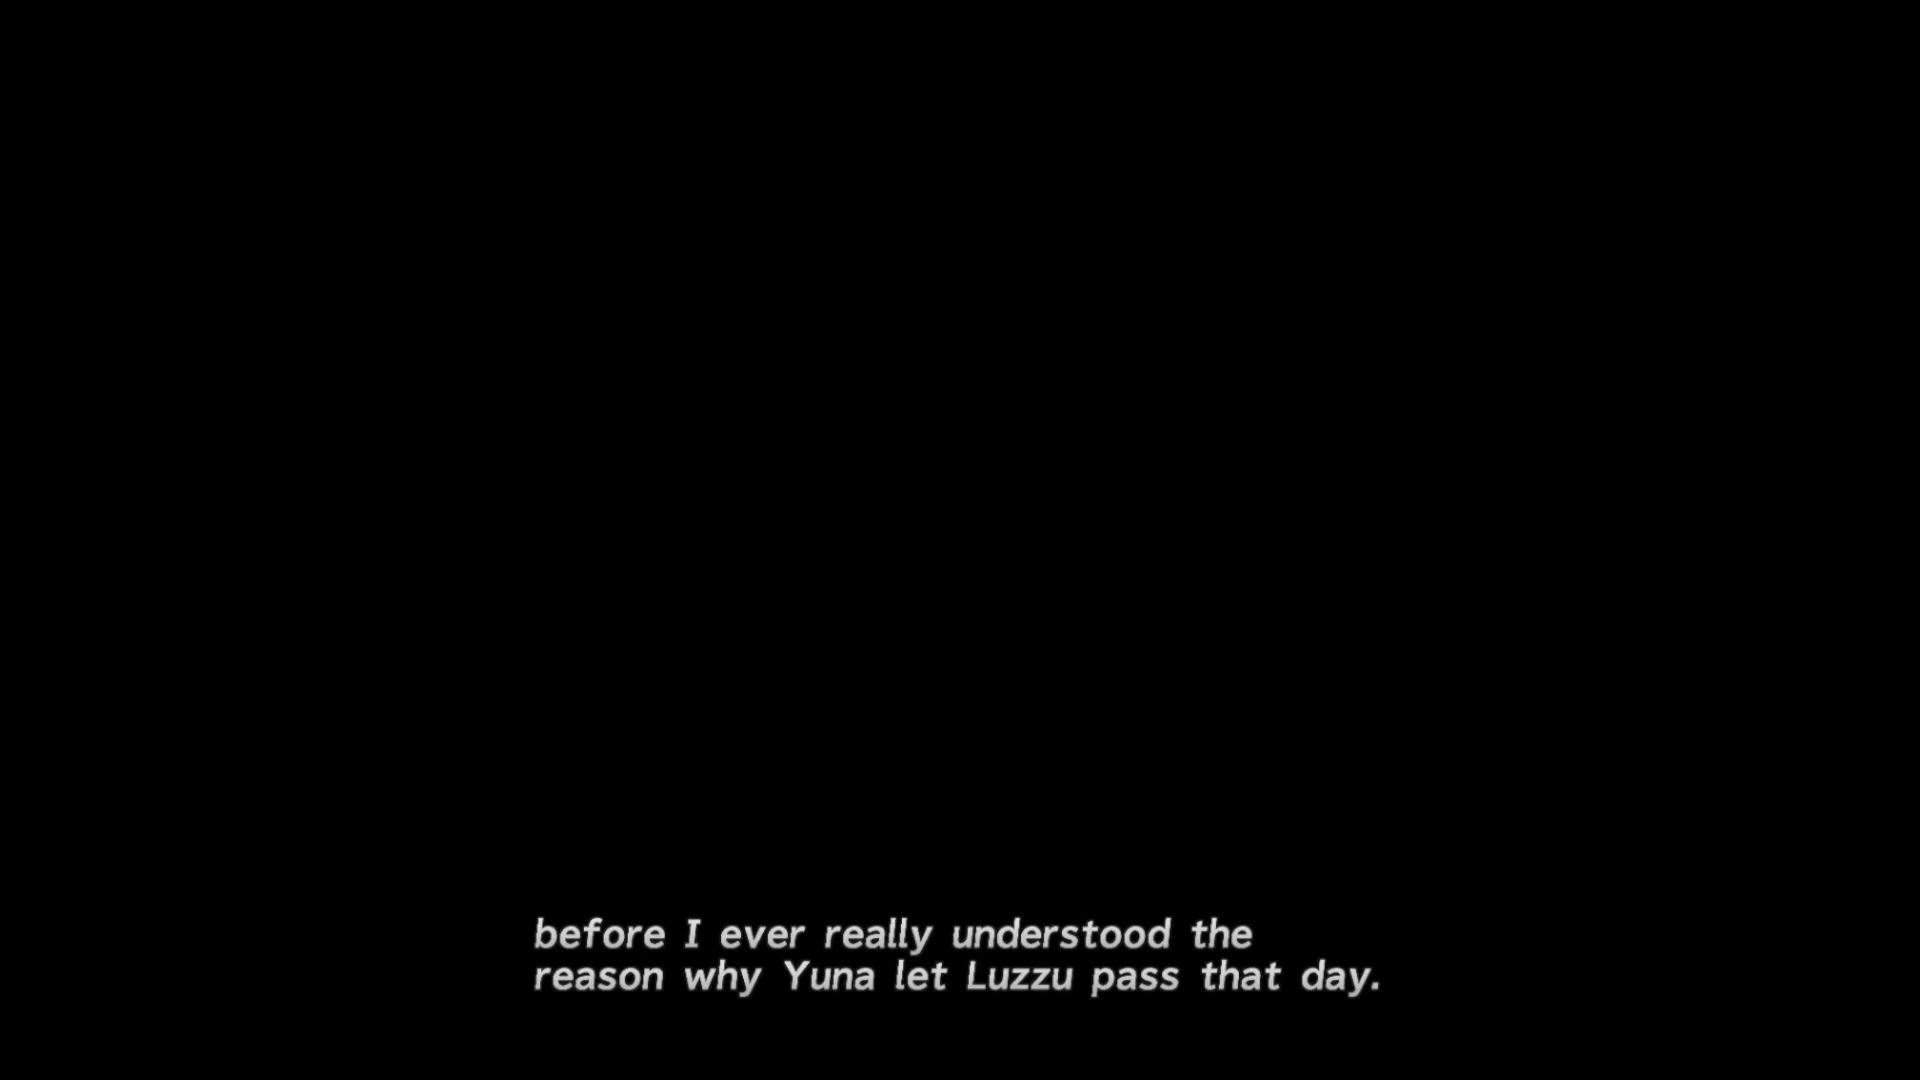 before I ever really understood the
reason why Yuna let Luzzu pass that day.